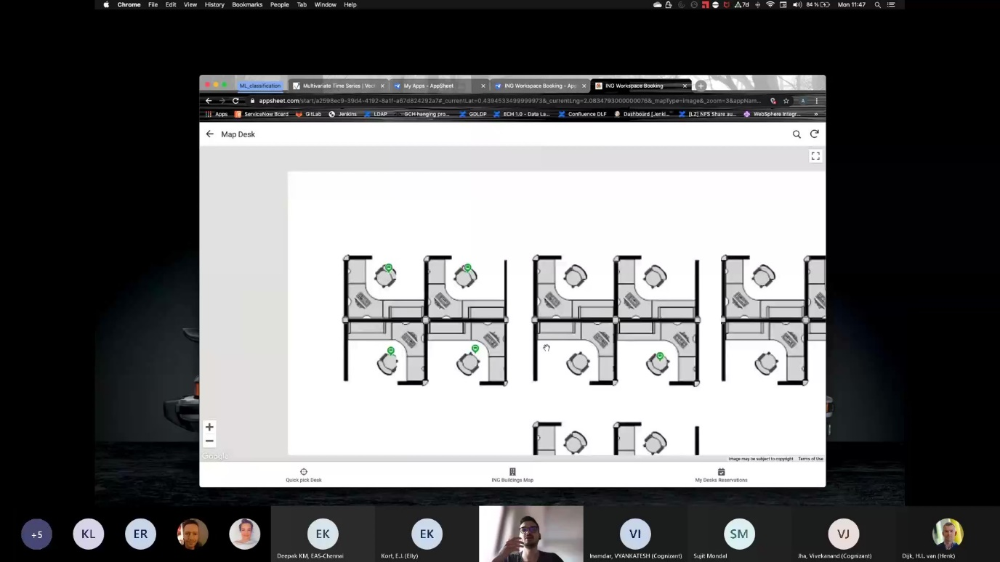 Chrome File Edit View History Bookmarks People Tab Window Help 7d 84 % Mon 11:47
ML_classification Multivariate Time Series | Vect My Apps - AppSheet ING Workspace Booking - App ING Workspace Booking
appsheet.com/start/a2598ec9-39d4-4192-8a1f-a67d824292a7#_currentLat=0.4394533499999973&_currentLng=2.0834793000000076&_mapType=image&_zoom=3&appNam... A
Apps ServiceNow Board GitLab Jenkins LDAP GCH hanging pro... GOLDP ECH 1.0 - Data La... Confluence DLF Dashboard [Jenki... [LZ] NFS Share au... WebSphere Integr... »
Map Desk
+
−
Google
Image may be subject to copyright Terms of Use
Quick pick Desk ING Buildings Map My Desks Reservations
+5 KL ER EK EK VI SM VJ
Deepak KM, EAS-Chennai Kort, E.J. (Elly) Inamdar, VYANKATESH (Cognizant) Sujit Mondal Jha, Vivekanand (Cognizant) Dijk, H.L. van (Henk)